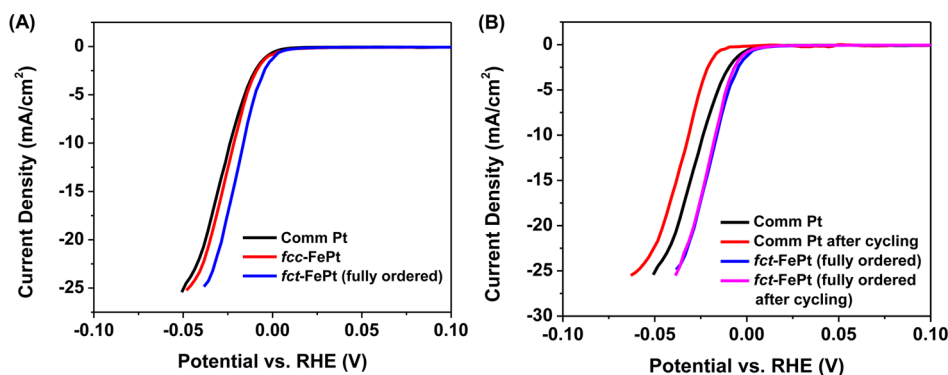 (A)
0
-5
-10
-15
-20
-25
-0.10
-0.05
0.00
0.05
0.10
Current Density (mA/cm²)
Potential vs. RHE (V)
Comm Pt
fcc-FePt
fct-FePt (fully ordered)
(B)
0
-5
-10
-15
-20
-25
-30
-0.10
-0.05
0.00
0.05
0.10
Current Density (mA/cm²)
Potential vs. RHE (V)
Comm Pt
Comm Pt after cycling
fct-FePt (fully ordered)
fct-FePt (fully ordered
after cycling)